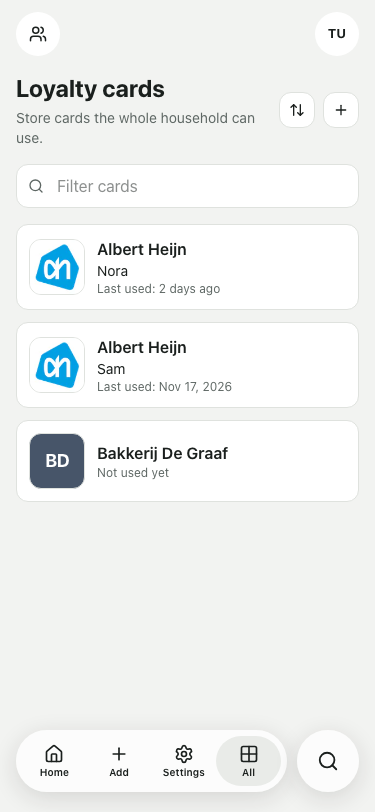 TU
Loyalty cards
Store cards the whole household can
use.
Filter cards
ah
Albert Heijn
Nora
Last used: 2 days ago
ah
Albert Heijn
Sam
Last used: Nov 17, 2026
BD
Bakkerij De Graaf
Not used yet
Home
Add
Settings
All